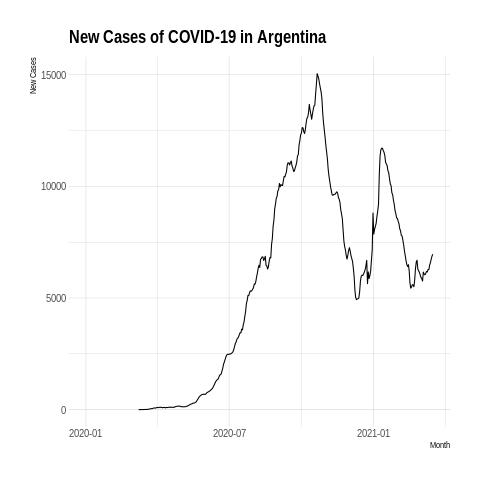 New Cases of COVID-19 in Argentina
New Cases
15000
10000
5000
0
2020-01
2020-07
2021-01
Month